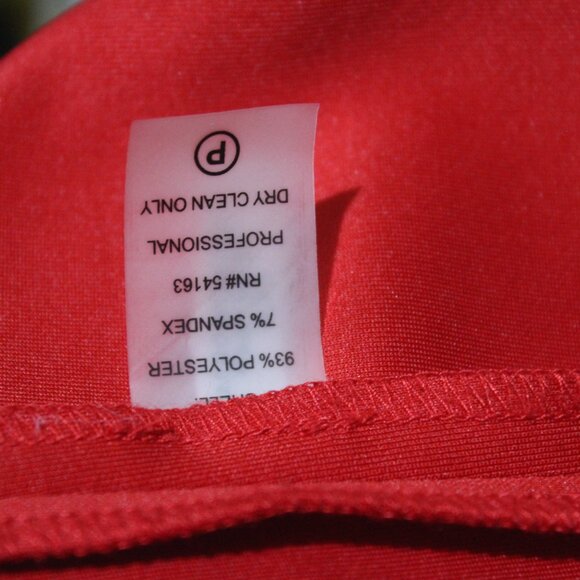 93% POLYESTER
7% SPANDEX
RN# 54163
PROFESSIONAL
DRY CLEAN ONLY
P